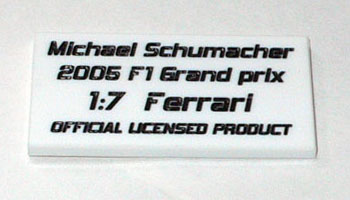 Michael Schumacher
2005 F1 Grand prix
1:7 Ferrari
OFFICIAL LICENSED PRODUCT